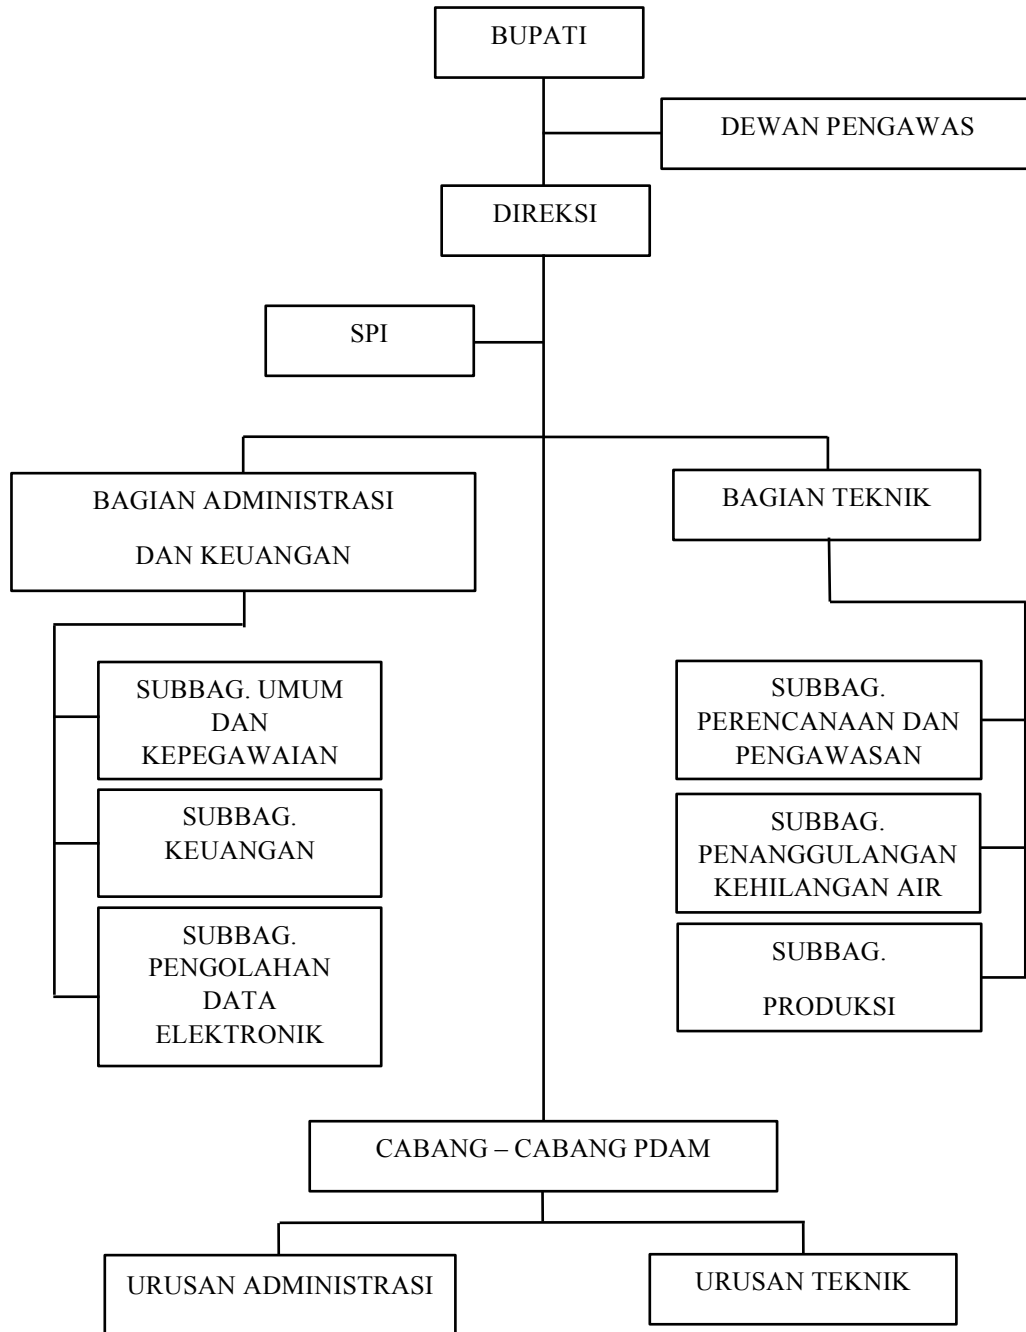 BUPATI
DEWAN PENGAWAS
DIREKSI
SPI
BAGIAN ADMINISTRASI
DAN KEUANGAN
BAGIAN TEKNIK
SUBBAG. UMUM
DAN
KEPEGAWAIAN
SUBBAG.
KEUANGAN
SUBBAG.
PENGOLAHAN
DATA
ELEKTRONIK
SUBBAG.
PERENCANAAN DAN
PENGAWASAN
SUBBAG.
PENANGGULANGAN
KEHILANGAN AIR
SUBBAG.
PRODUKSI
CABANG – CABANG PDAM
URUSAN ADMINISTRASI
URUSAN TEKNIK